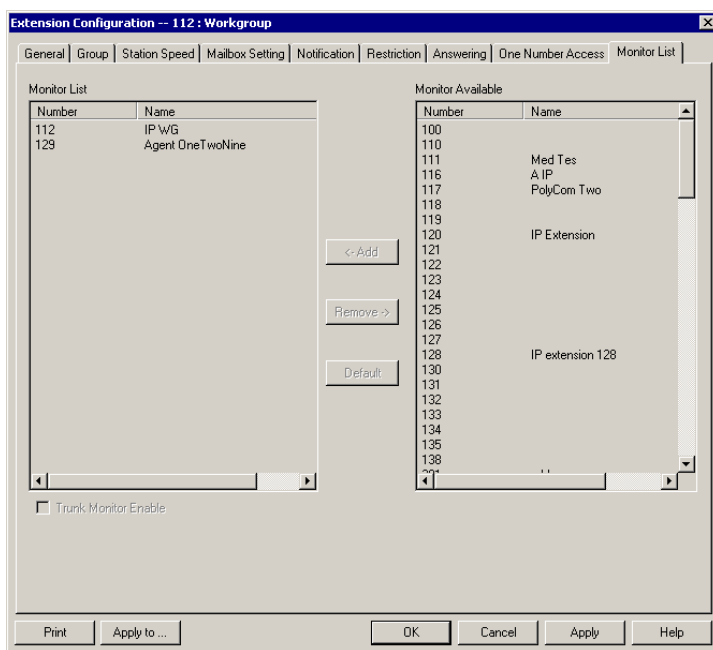 Extension Configuration -- 112 : Workgroup
General Group Station Speed Mailbox Setting Notification Restriction Answering One Number Access Monitor List
Monitor List
Number Name
112 IP WG
129 Agent OneTwoNine
<- Add
Remove ->
Default
Monitor Available
Number Name
100
110
111 Med Tes
116 A IP
117 PolyCom Two
118
119
120 IP Extension
121
122
123
124
125
126
127
128 IP extension 128
130
131
132
133
134
135
138
Trunk Monitor Enable
Print Apply to ... OK Cancel Apply Help